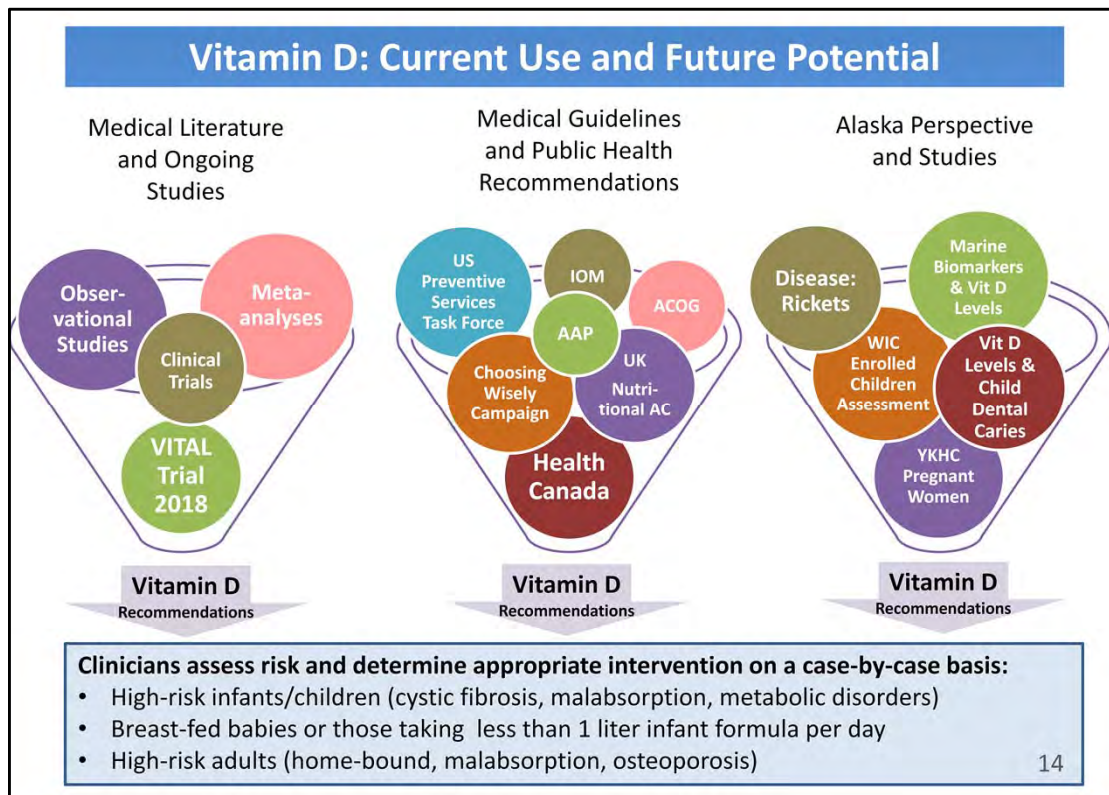 Vitamin D: Current Use and Future Potential
Medical Literature
and Ongoing
Studies
Obser-
vational
Studies
Meta-
analyses
Clinical
Trials
VITAL
Trial
2018
Vitamin D
Recommendations
Medical Guidelines
and Public Health
Recommendations
US
Preventive
Services
Task Force
IOM
ACOG
AAP
Choosing
Wisely
Campaign
UK
Nutri-
tional AC
Health
Canada
Vitamin D
Recommendations
Alaska Perspective
and Studies
Disease:
Rickets
Marine
Biomarkers
& Vit D
Levels
WIC
Enrolled
Children
Assessment
Vit D
Levels &
Child
Dental
Caries
YKHC
Pregnant
Women
Vitamin D
Recommendations
Clinicians assess risk and determine appropriate intervention on a case-by-case basis:
• High-risk infants/children (cystic fibrosis, malabsorption, metabolic disorders)
• Breast-fed babies or those taking less than 1 liter infant formula per day
• High-risk adults (home-bound, malabsorption, osteoporosis)
14